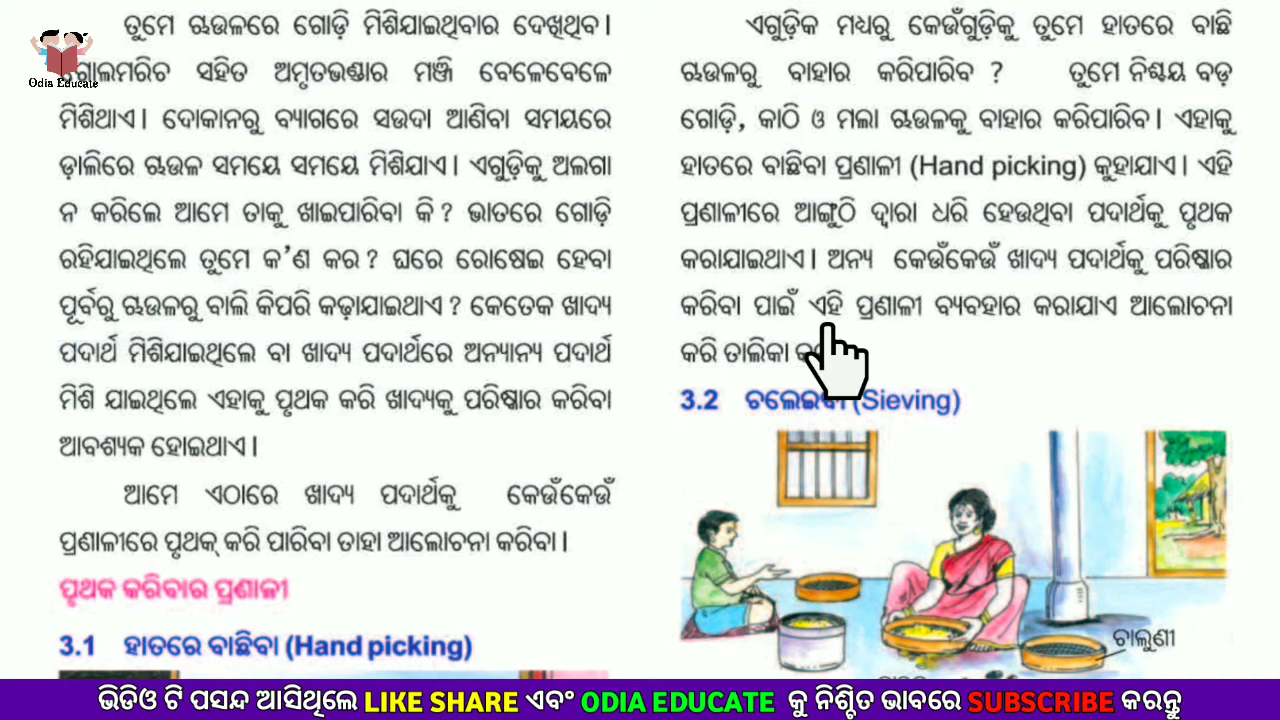 ତୁମେ ଚାଉଳରେ ଗୋଡ଼ି ମିଶିଯାଇଥିବାର ଦେଖିଥିବ।
ଗୋଲମରିଚ ସହିତ ଅମୃତଭଣ୍ଡାର ମଞ୍ଜି ବେଳେବେଳେ
ମିଶିଥାଏ। ଦୋକାନରୁ ବ୍ୟାଗରେ ସଉଦା ଆଣିବା ସମୟରେ
ଡ଼ାଲିରେ ଚାଉଳ ସମୟେ ସମୟେ ମିଶିଯାଏ। ଏଗୁଡ଼ିକୁ ଅଲଗା
ନ କରିଲେ ଆମେ ତାକୁ ଖାଇପାରିବା କି? ଭାତରେ ଗୋଡ଼ି
ରହିଯାଇଥିଲେ ତୁମେ କ'ଣ କର? ଘରେ ରୋଷେଇ ହେବା
ପୂର୍ବରୁ ଚାଉଳରୁ ବାଲି କିପରି କଢ଼ାଯାଇଥାଏ? କେତେକ ଖାଦ୍ୟ
ପଦାର୍ଥ ମିଶିଯାଇଥିଲେ ବା ଖାଦ୍ୟ ପଦାର୍ଥରେ ଅନ୍ୟାନ୍ୟ ପଦାର୍ଥ
ମିଶି ଯାଇଥିଲେ ଏହାକୁ ପୃଥକ କରି ଖାଦ୍ୟକୁ ପରିଷ୍କାର କରିବା
ଆବଶ୍ୟକ ହୋଇଥାଏ।
ଆମେ ଏଠାରେ ଖାଦ୍ୟ ପଦାର୍ଥକୁ କେଉଁକେଉଁ
ପ୍ରଣାଳୀରେ ପୃଥକ୍ କରି ପାରିବା ତାହା ଆଲୋଚନା କରିବା।
ପୃଥକ କରିବାର ପ୍ରଣାଳୀ
3.1 ହାତରେ ବାଛିବା (Hand picking)
ଏଗୁଡ଼ିକ ମଧ୍ୟରୁ କେଉଁଗୁଡ଼ିକୁ ତୁମେ ହାତରେ ବାଛି
ଚାଉଳରୁ ବାହାର କରିପାରିବ ? ତୁମେ ନିଶ୍ଚୟ ବଡ଼
ଗୋଡ଼ି, କାଠି ଓ ମଲା ଚାଉଳକୁ ବାହାର କରିପାରିବ। ଏହାକୁ
ହାତରେ ବାଛିବା ପ୍ରଣାଳୀ (Hand picking) କୁହାଯାଏ। ଏହି
ପ୍ରଣାଳୀରେ ଆଙ୍ଗୁଠି ଦ୍ୱାରା ଧରି ହେଉଥିବା ପଦାର୍ଥକୁ ପୃଥକ
କରାଯାଇଥାଏ। ଅନ୍ୟ କେଉଁକେଉଁ ଖାଦ୍ୟ ପଦାର୍ଥକୁ ପରିଷ୍କାର
କରିବା ପାଇଁ ଏହି ପ୍ରଣାଳୀ ବ୍ୟବହାର କରାଯାଏ ଆଲୋଚନା
କରି ତାଲିକା
3.2 ଚଲେଇବା (Sieving)
ଚାଲୁଣୀ
Odia Educate
ଭିଡିଓ ଟି ପସନ୍ଦ ଆସିଥିଲେ LIKE SHARE ଏବଂ ODIA EDUCATE କୁ ନିଶ୍ଚିତ ଭାବରେ SUBSCRIBE କରନ୍ତୁ